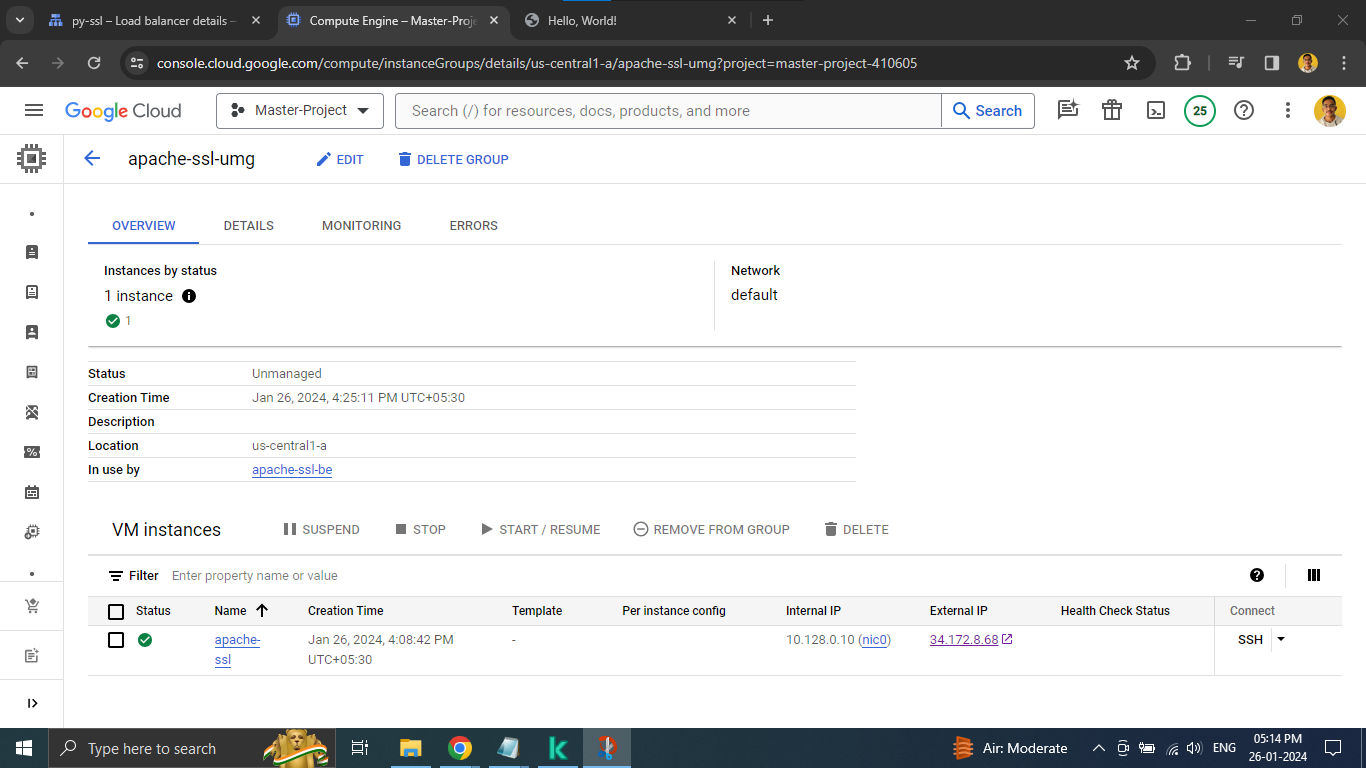 py-ssl – Load balancer details –
Compute Engine – Master-Proje
Hello, World!
console.cloud.google.com/compute/instanceGroups/details/us-central1-a/apache-ssl-umg?project=master-project-410605
Google Cloud
Master-Project
Search (/) for resources, docs, products, and more
Search
25
apache-ssl-umg
EDIT
DELETE GROUP
OVERVIEW
DETAILS
MONITORING
ERRORS
Instances by status
1 instance
1
Network
default
Status Unmanaged
Creation Time Jan 26, 2024, 4:25:11 PM UTC+05:30
Description
Location us-central1-a
In use by apache-ssl-be
VM instances
SUSPEND
STOP
START / RESUME
REMOVE FROM GROUP
DELETE
Filter Enter property name or value
Status Name Creation Time Template Per instance config Internal IP External IP Health Check Status Connect
apache-ssl Jan 26, 2024, 4:08:42 PM UTC+05:30 - 10.128.0.10 (nic0) 34.172.8.68 SSH
Type here to search
Air: Moderate
ENG
05:14 PM
26-01-2024